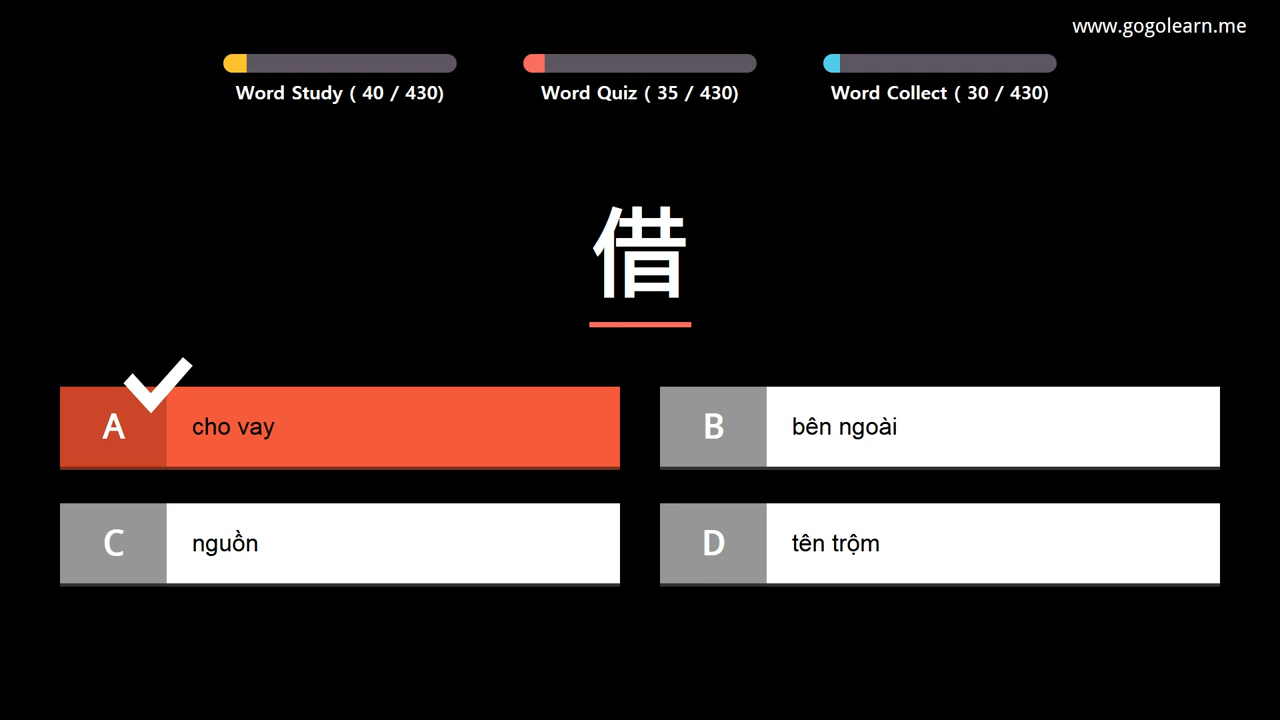 www.gogolearn.me
Word Study ( 40 / 430)
Word Quiz ( 35 / 430)
Word Collect ( 30 / 430)
借
A cho vay
B bên ngoài
C nguồn
D tên trộm